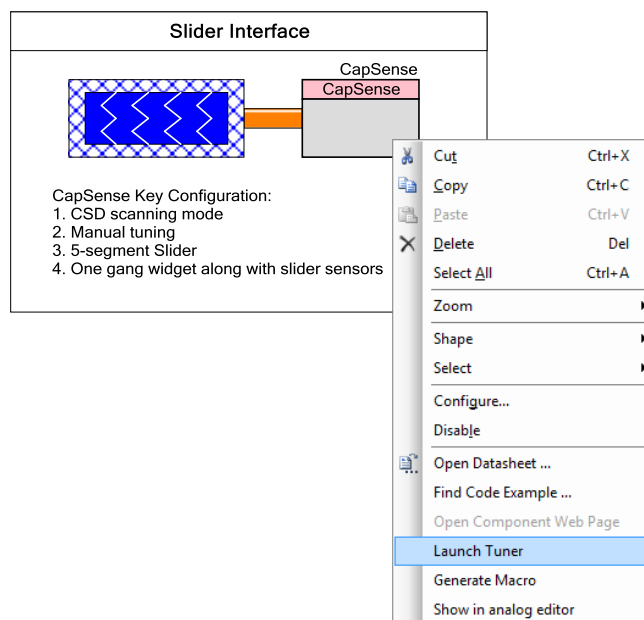 Slider Interface
CapSense
CapSense
CapSense Key Configuration:
1. CSD scanning mode
2. Manual tuning
3. 5-segment Slider
4. One gang widget along with slider sensors
Cut Ctrl+X
Copy Ctrl+C
Paste Ctrl+V
Delete Del
Select All Ctrl+A
Zoom
Shape
Select
Configure...
Disable
Open Datasheet ...
Find Code Example ...
Open Component Web Page
Launch Tuner
Generate Macro
Show in analog editor